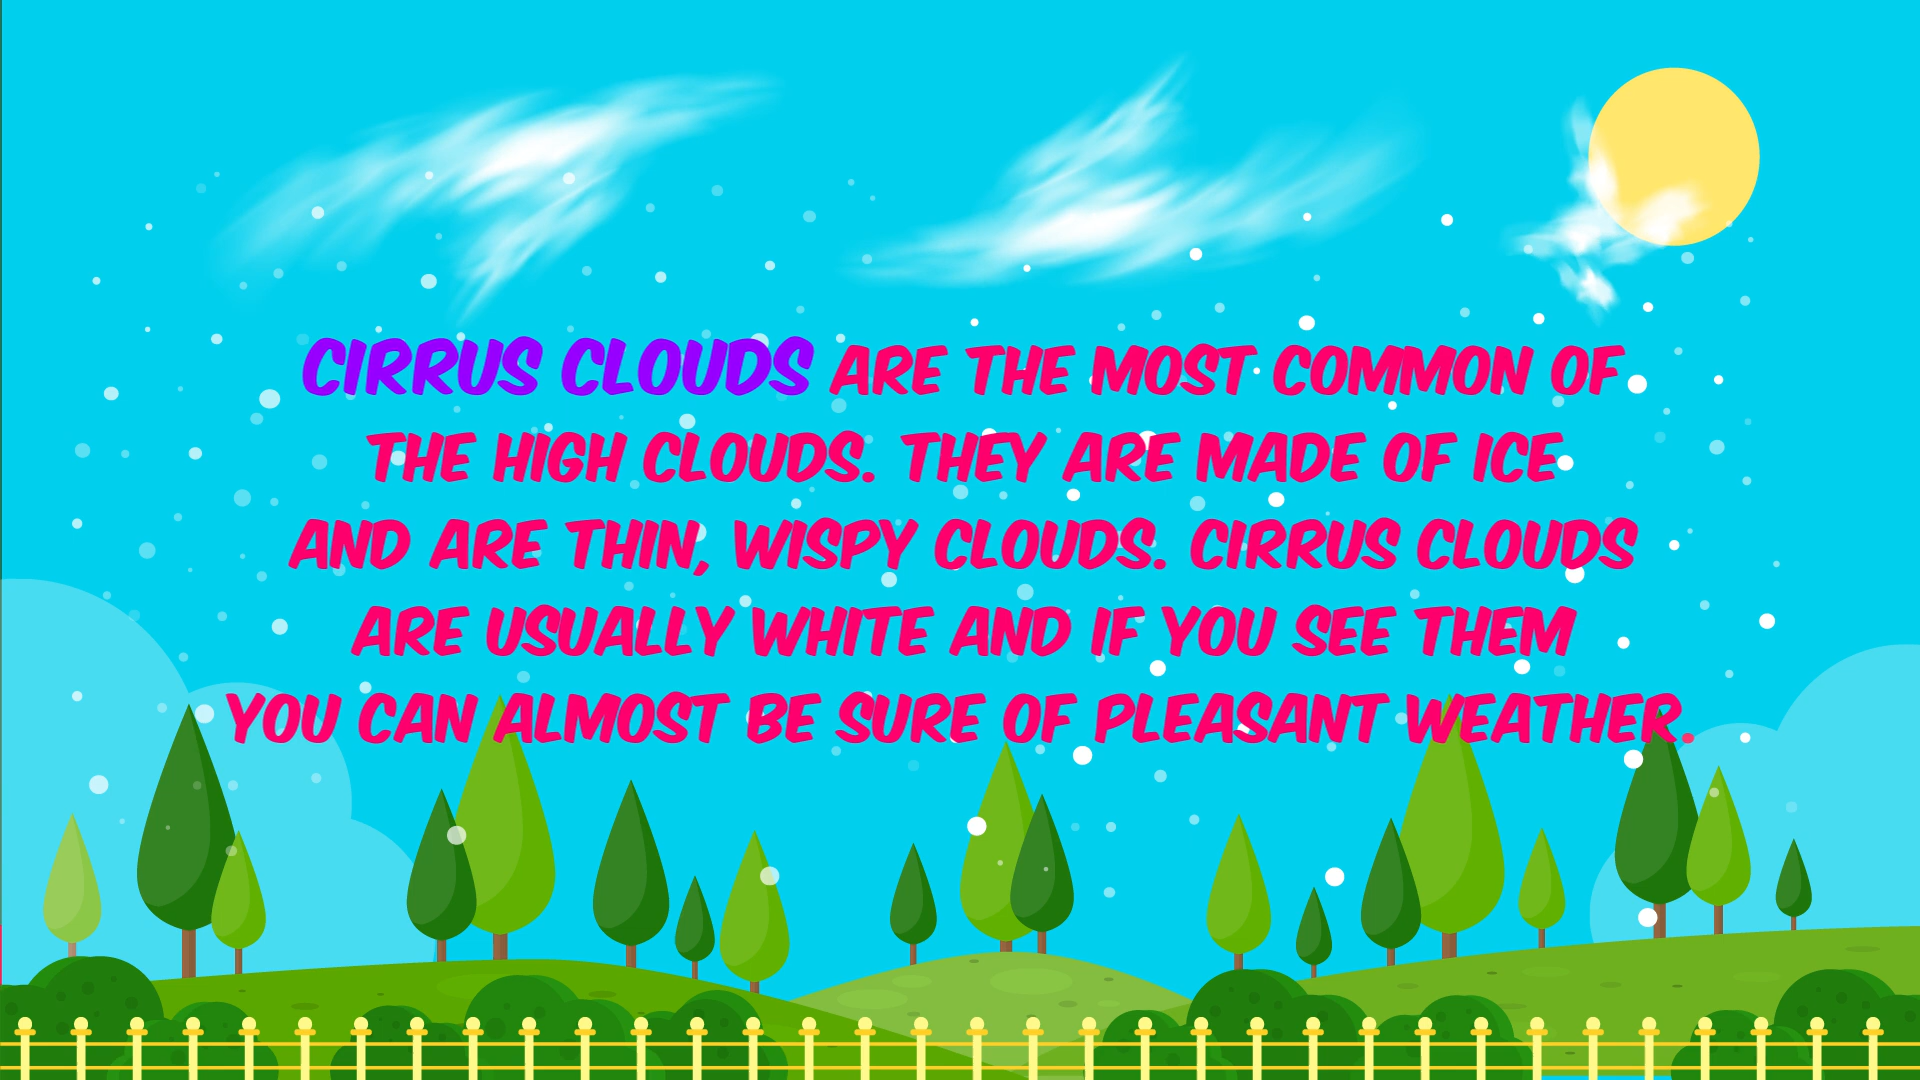 CIRRUS CLOUDS ARE THE MOST COMMON OF
THE HIGH CLOUDS. THEY ARE MADE OF ICE
AND ARE THIN, WISPY CLOUDS. CIRRUS CLOUDS
ARE USUALLY WHITE AND IF YOU SEE THEM
YOU CAN ALMOST BE SURE OF PLEASANT WEATHER.